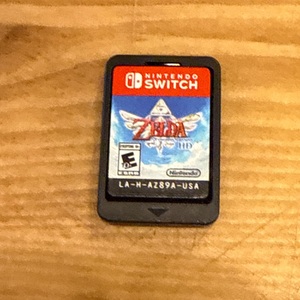 NINTENDO
SWITCH
ZELDA
HD
E
Nintendo
LA-H-AZ89A-USA